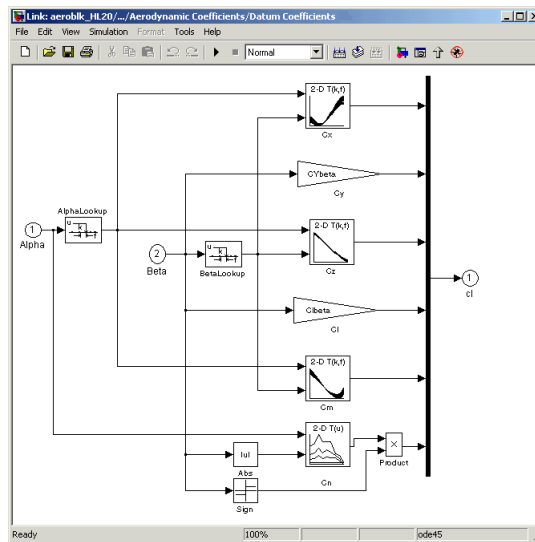 Link: aeroblk_HL20/.../Aerodynamic Coefficients/Datum Coefficients
File Edit View Simulation Format Tools Help
Normal
2-D T(k,f)
Cx
CYbeta
Cy
AlphaLookup
u
k
f
1
Alpha
2
Beta
u
k
f
BetaLookup
2-D T(k,f)
Cz
1
cl
Clbeta
Cl
2-D T(k,f)
Cm
2-D T(u)
Cn
|u|
Abs
×
Product
Sign
Ready 100% ode45